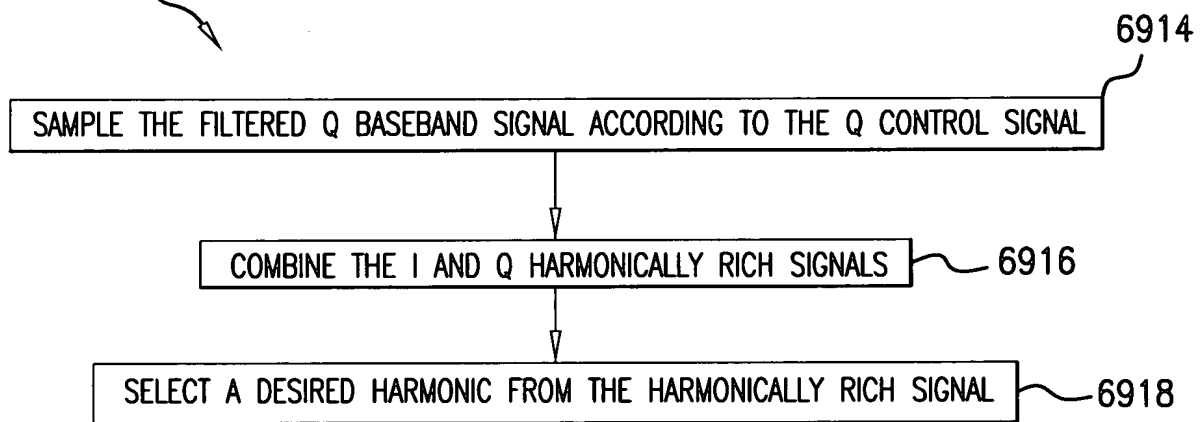 6914
SAMPLE THE FILTERED Q BASEBAND SIGNAL ACCORDING TO THE Q CONTROL SIGNAL
COMBINE THE I AND Q HARMONICALLY RICH SIGNALS
6916
SELECT A DESIRED HARMONIC FROM THE HARMONICALLY RICH SIGNAL
6918